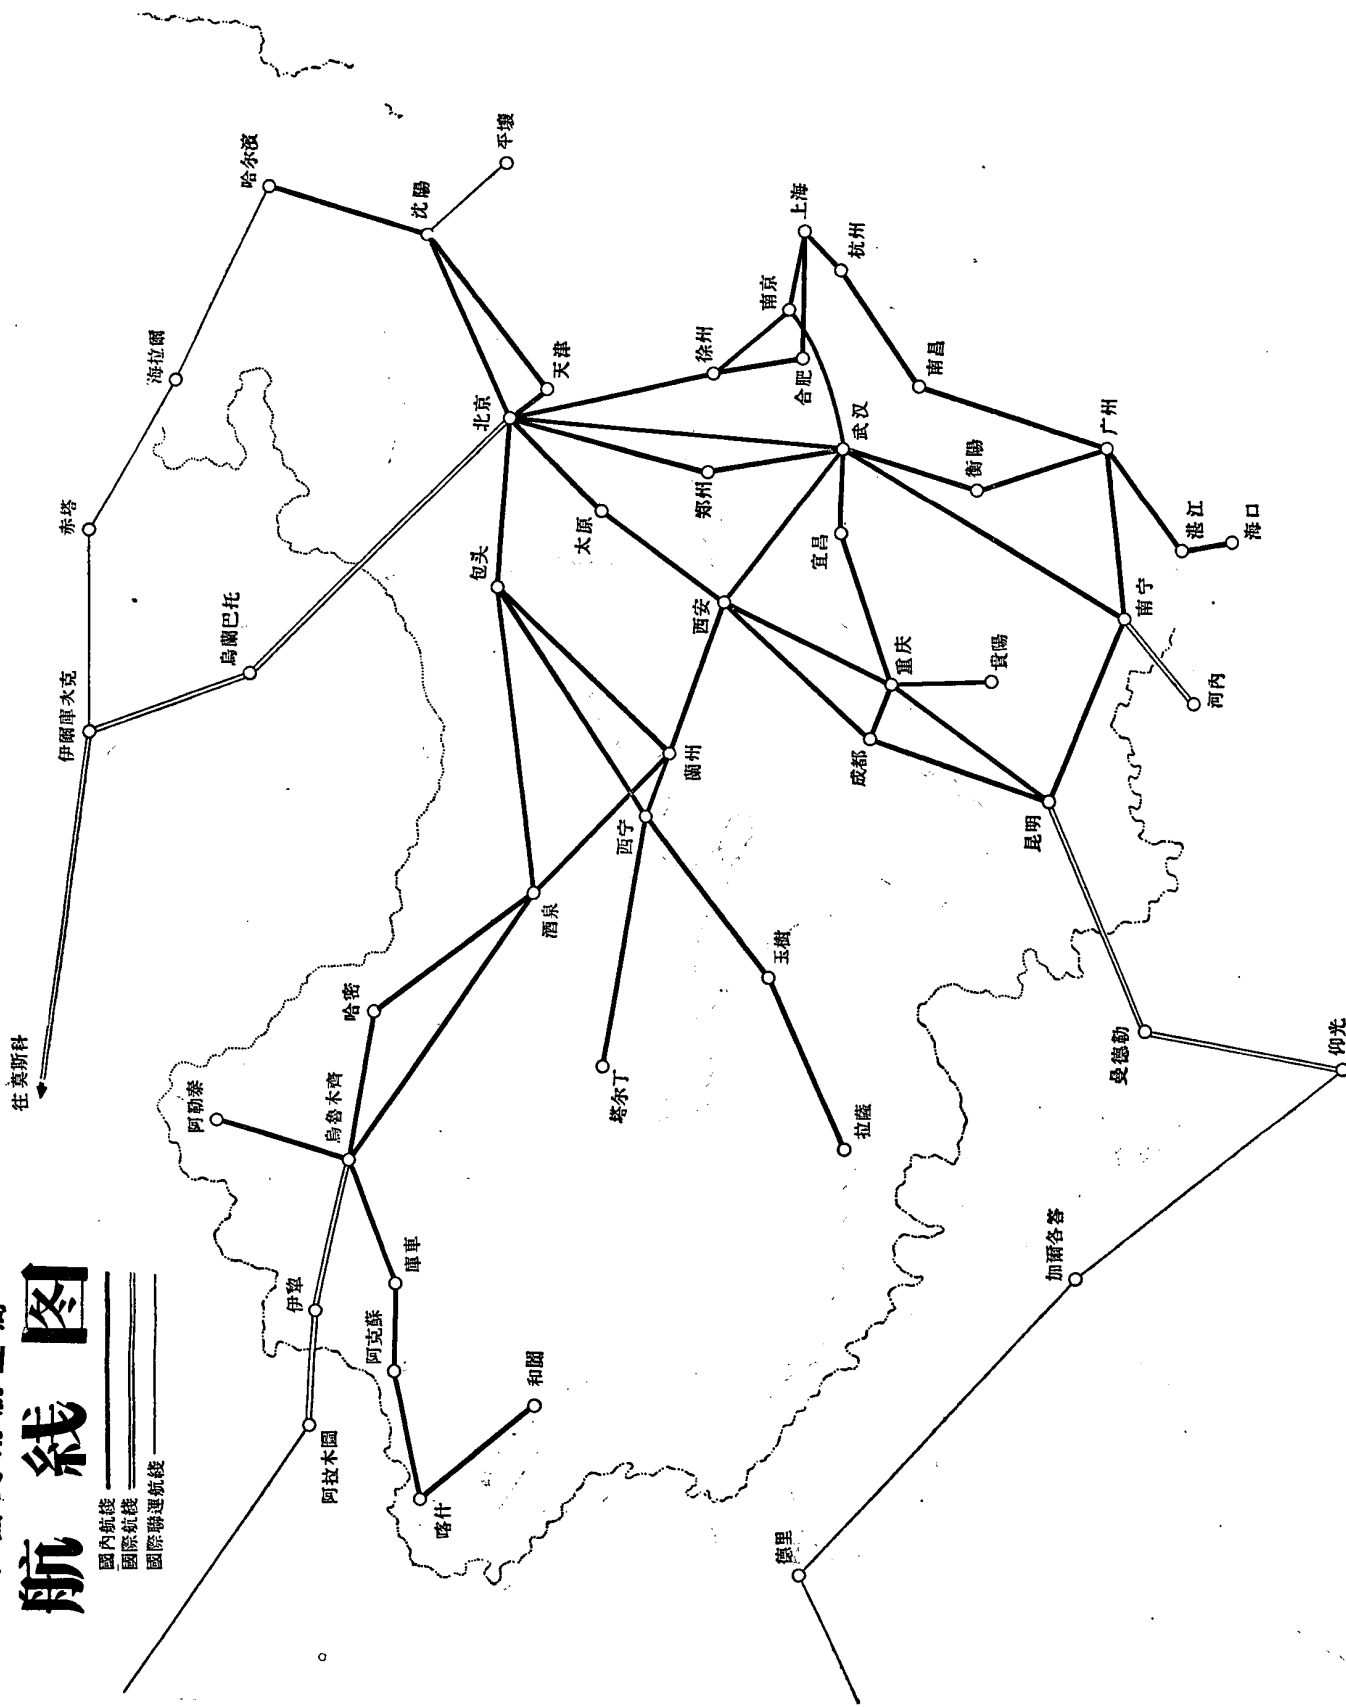 航线图
國內航綫
國際航綫
國際聯運航綫
往莫斯科
伊爾庫次克
赤塔
海拉爾
哈尔濱
烏蘭巴托
沈陽
平壤
阿勒泰
烏魯木齊
哈密
伊犂
阿拉木圖
庫車
阿克蘇
喀什
和闐
酒泉
包头
北京
天津
塔尔丁
西宁
蘭州
太原
郑州
徐州
南京
上海
合肥
杭州
玉樹
拉薩
西安
宜昌
武汉
南昌
成都
重庆
貴陽
衡陽
广州
昆明
南宁
湛江
海口
河內
曼德勒
仰光
加爾各答
德里